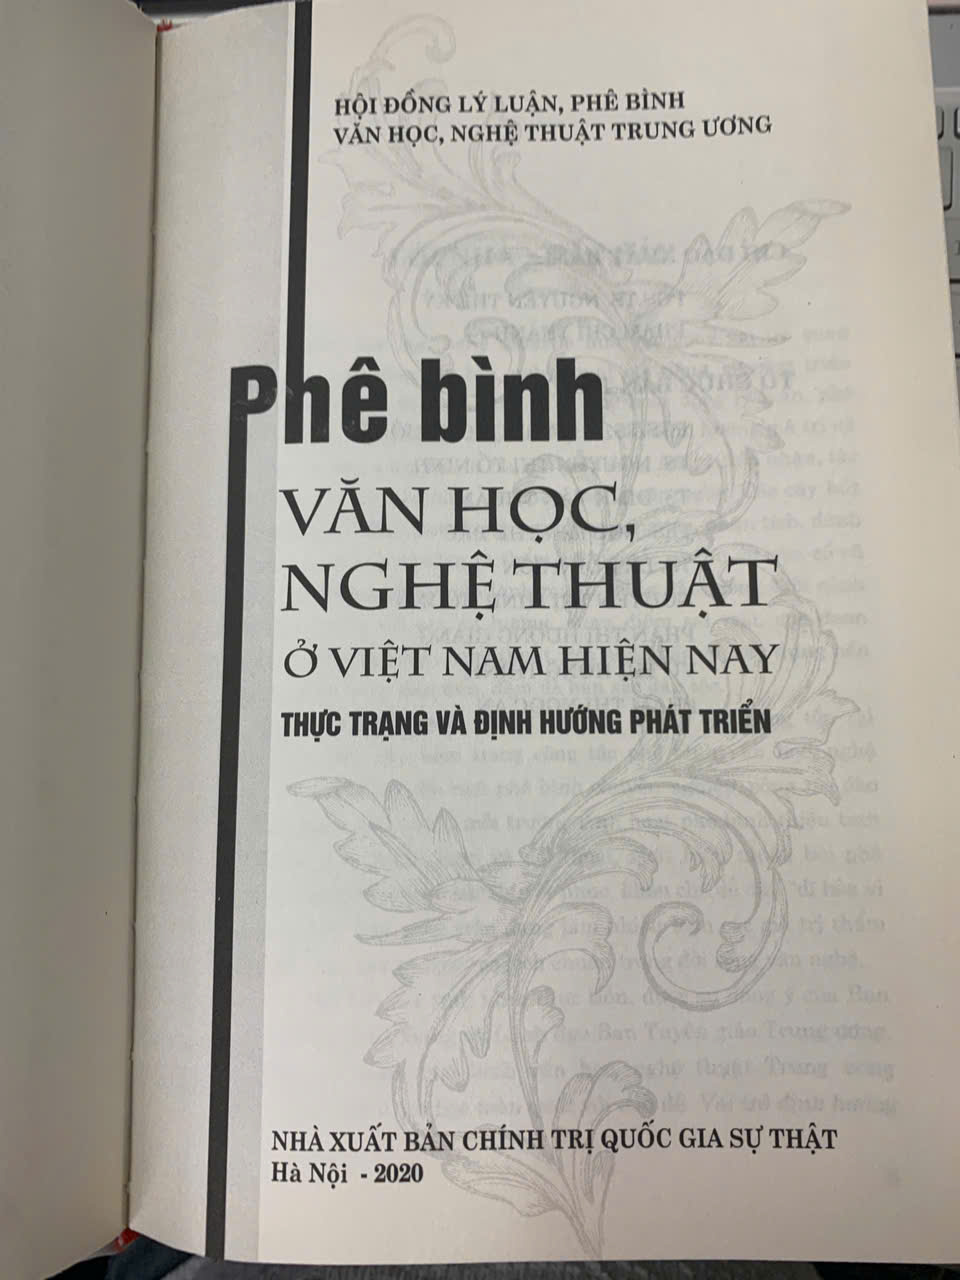 HỘI ĐỒNG LÝ LUẬN, PHÊ BÌNH
VĂN HỌC, NGHỆ THUẬT TRUNG ƯƠNG
Phê bình
VĂN HỌC,
NGHỆ THUẬT
Ở VIỆT NAM HIỆN NAY
THỰC TRẠNG VÀ ĐỊNH HƯỚNG PHÁT TRIỂN
NHÀ XUẤT BẢN CHÍNH TRỊ QUỐC GIA SỰ THẬT
Hà Nội - 2020